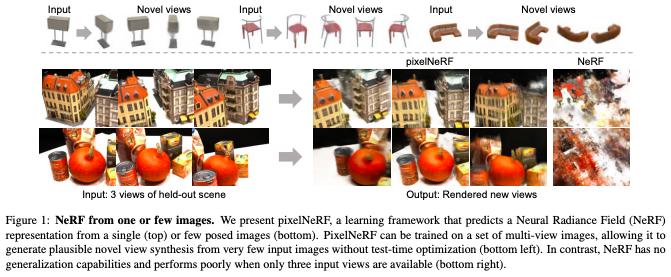 Input Novel views Input Novel views Input Novel views
pixelNeRF NeRF
Input: 3 views of held-out scene Output: Rendered new views
Figure 1: NeRF from one or few images. We present pixelNeRF, a learning framework that predicts a Neural Radiance Field (NeRF)
representation from a single (top) or few posed images (bottom). PixelNeRF can be trained on a set of multi-view images, allowing it to
generate plausible novel view synthesis from very few input images without test-time optimization (bottom left). In contrast, NeRF has no
generalization capabilities and performs poorly when only three input views are available (bottom right).